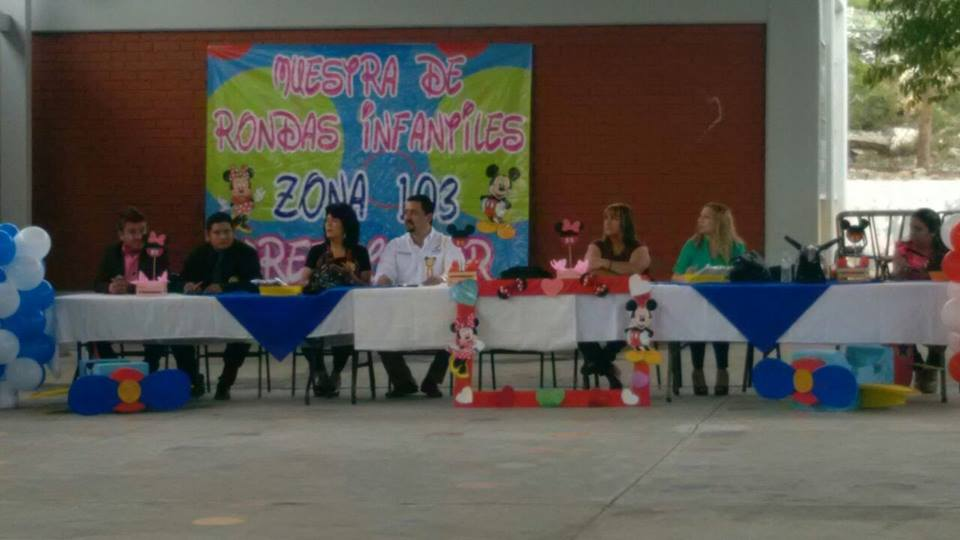 MUESTRA DE
RONDAS INFANTILES
ZONA 103